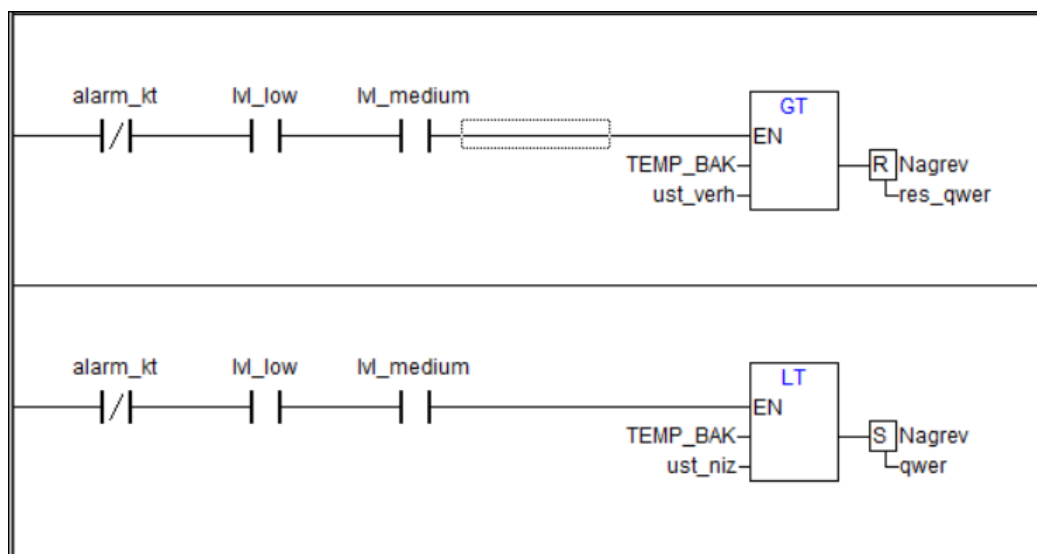 alarm_kt lvl_low lvl_medium
GT
EN
TEMP_BAK R Nagrev
ust_verh res_qwer
alarm_kt lvl_low lvl_medium
LT
EN
TEMP_BAK S Nagrev
ust_niz qwer